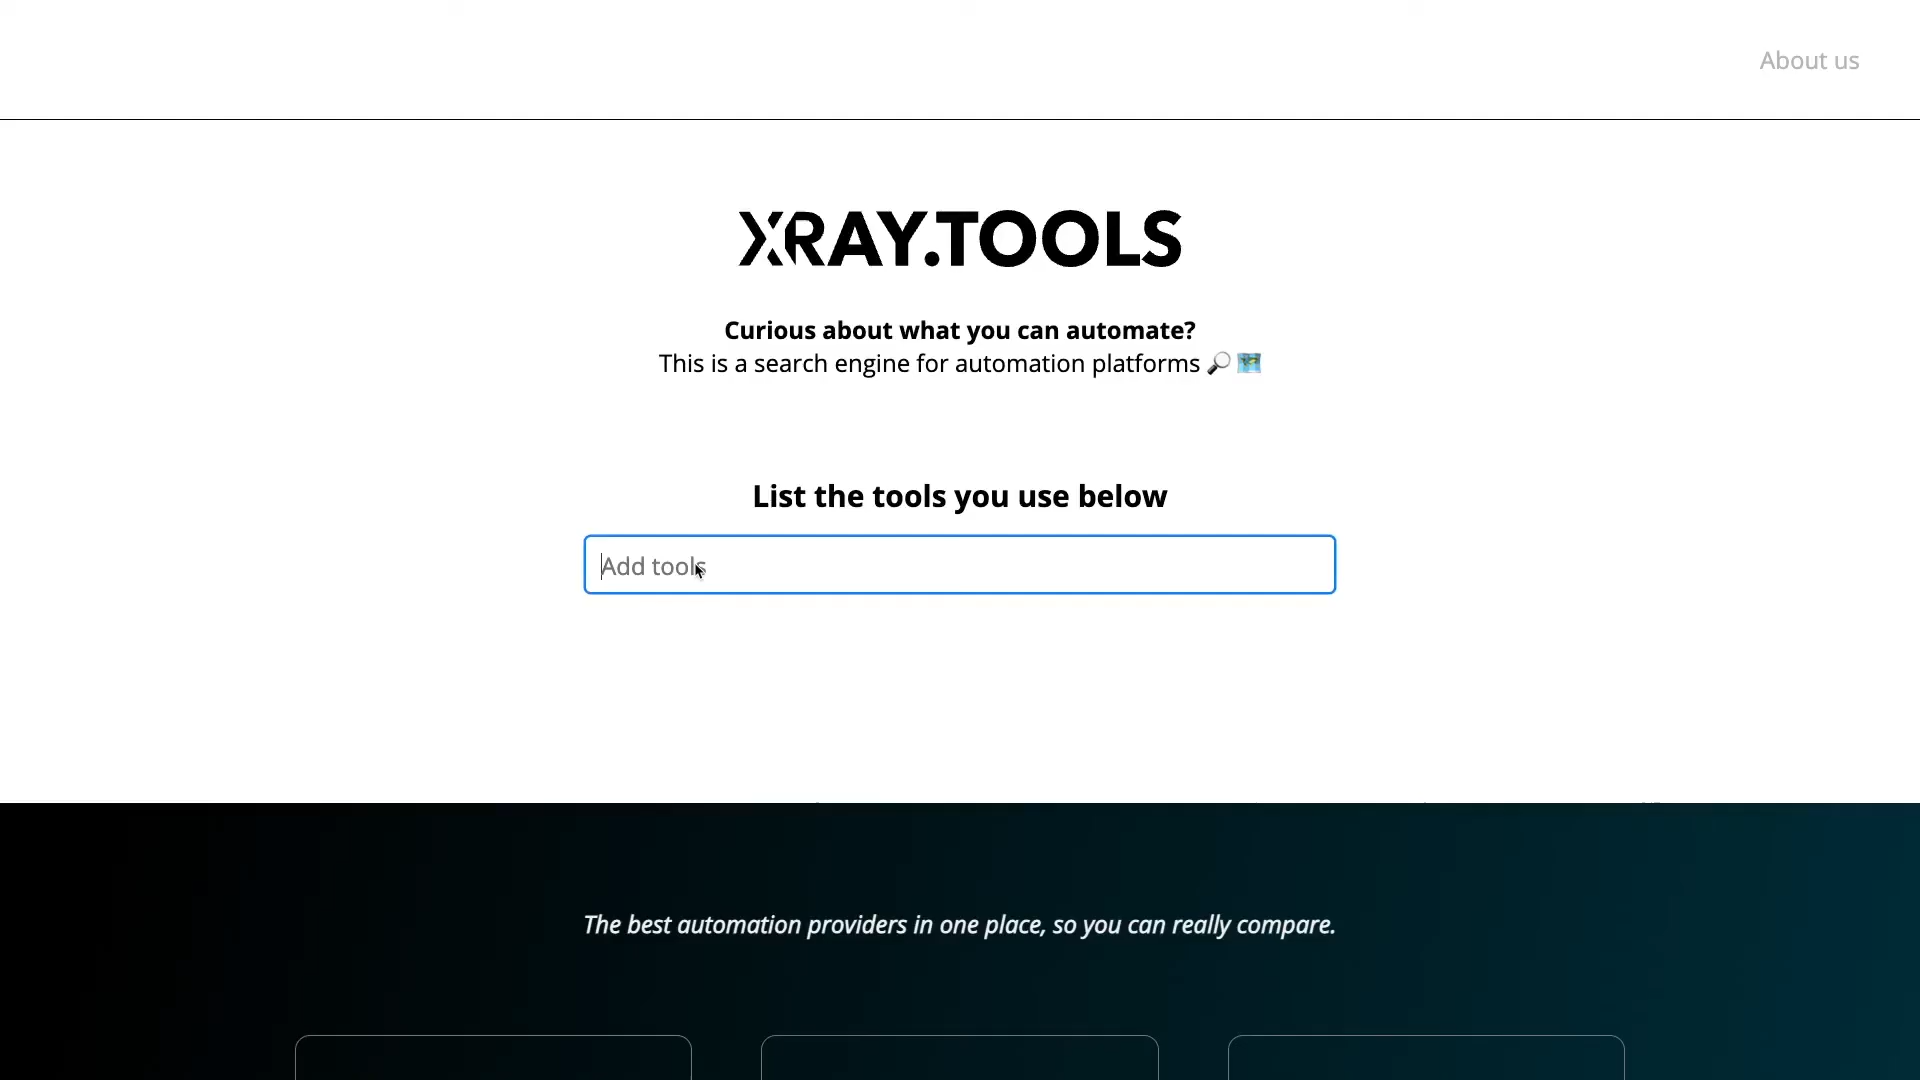 About us
XRAY.TOOLS
Curious about what you can automate?
This is a search engine for automation platforms 🔎 🗺️
List the tools you use below
Add tools
The best automation providers in one place, so you can really compare.